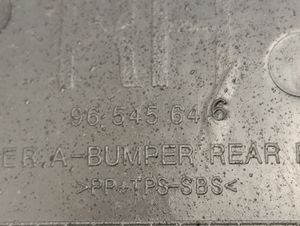 96 545 646
ER A-BUMPER REAR
>PP+TPS-SBS<